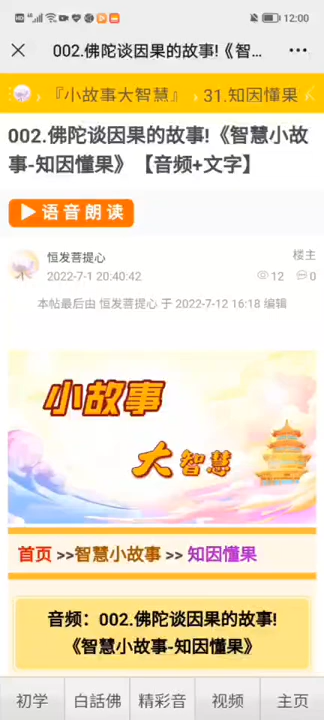 12:00
002.佛陀谈因果的故事!《智...
『小故事大智慧』 › 31.知因懂果
002.佛陀谈因果的故事!《智慧小故
事-知因懂果》【音频+文字】
▶语音朗读
恒发菩提心
楼主
2022-7-1 20:40:42
12
0
本帖最后由 恒发菩提心 于 2022-7-12 16:18 编辑
小故事
大智慧
首页 >>智慧小故事 >> 知因懂果
音频：002.佛陀谈因果的故事!
《智慧小故事-知因懂果》
初学
白話佛
精彩音
视频
主页